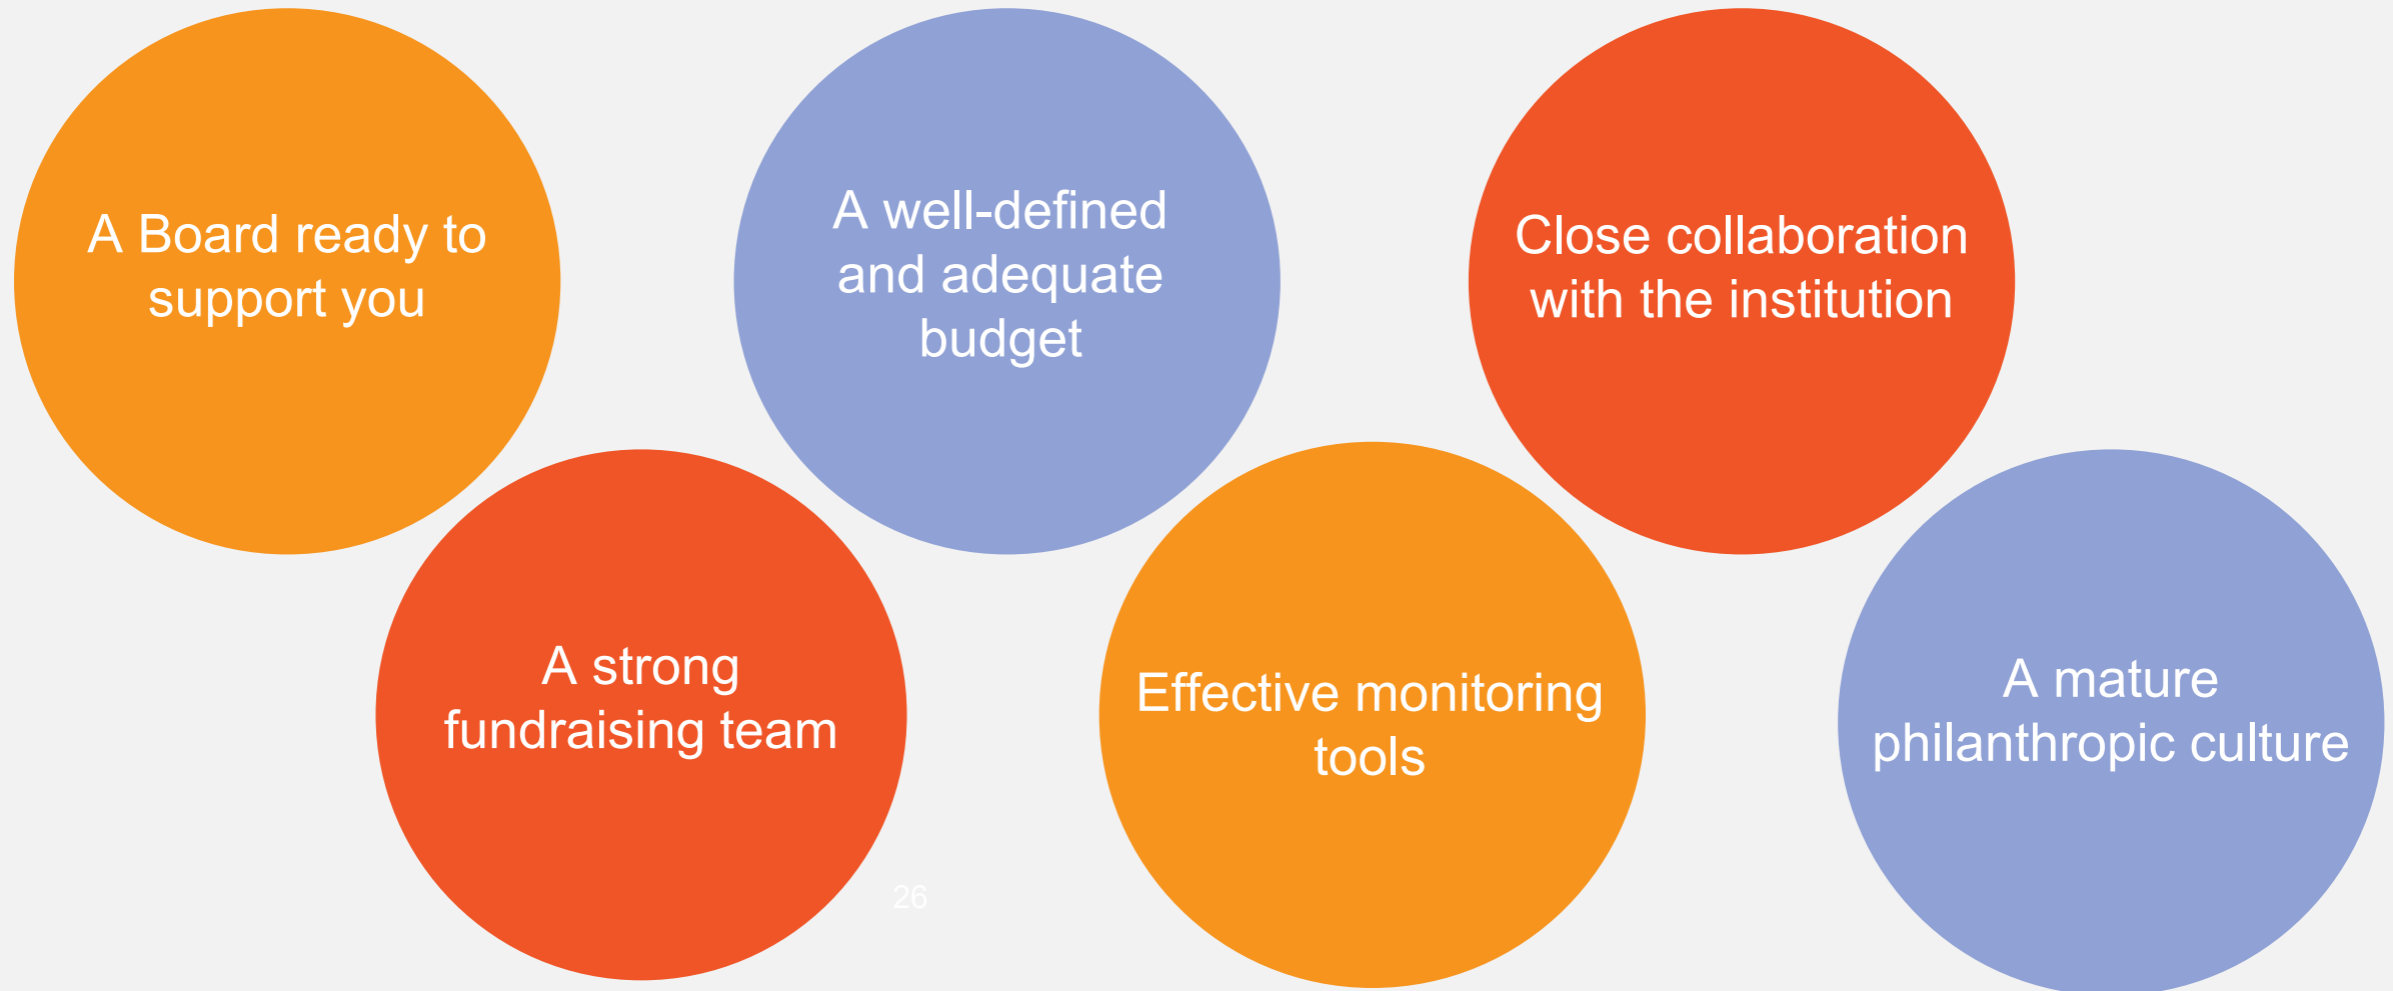 A Board ready to
support you
A well-defined
and adequate
budget
Close collaboration
with the institution
A strong
fundraising team
Effective monitoring
tools
A mature
philanthropic culture
26